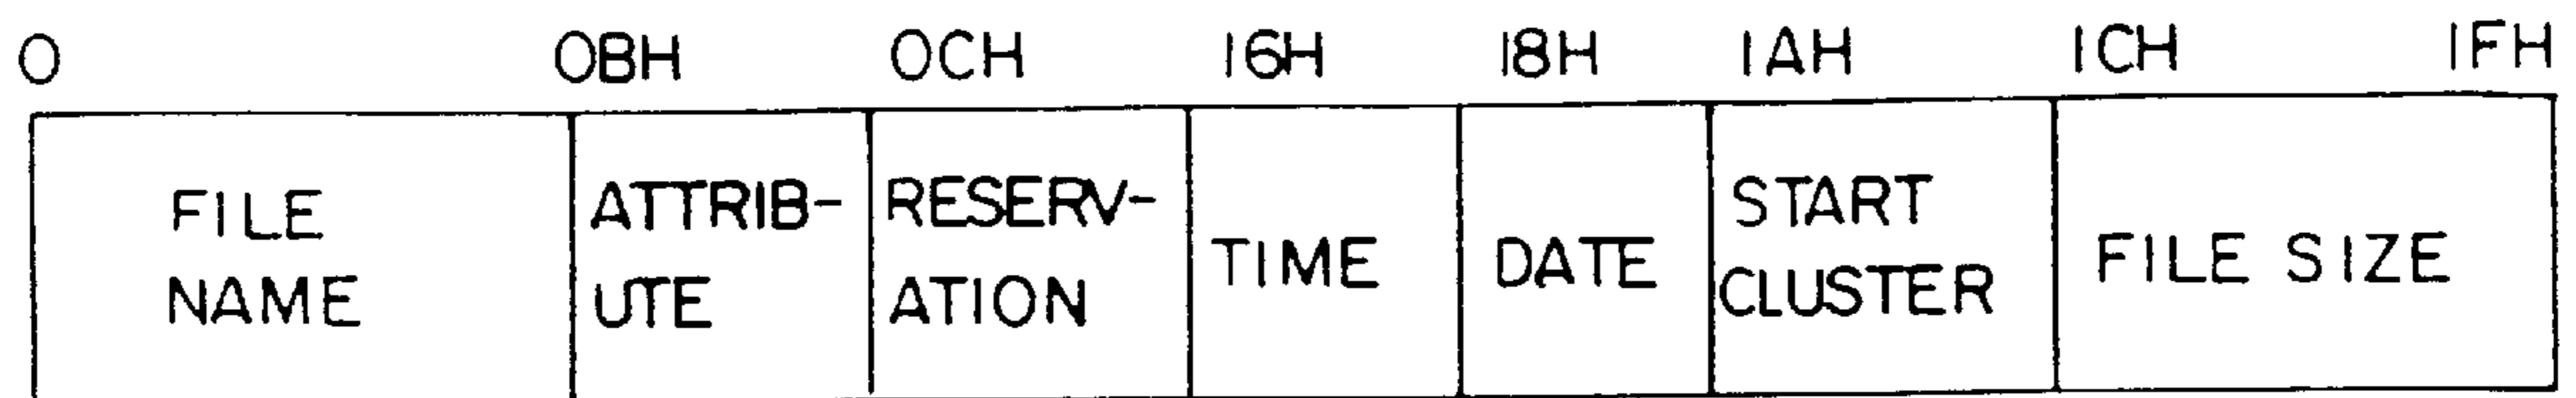 0 0BH 0CH 16H 18H 1AH 1CH 1FH
FILE NAME
ATTRIB-
UTE
RESERV-
ATION
TIME
DATE
START
CLUSTER
FILE SIZE